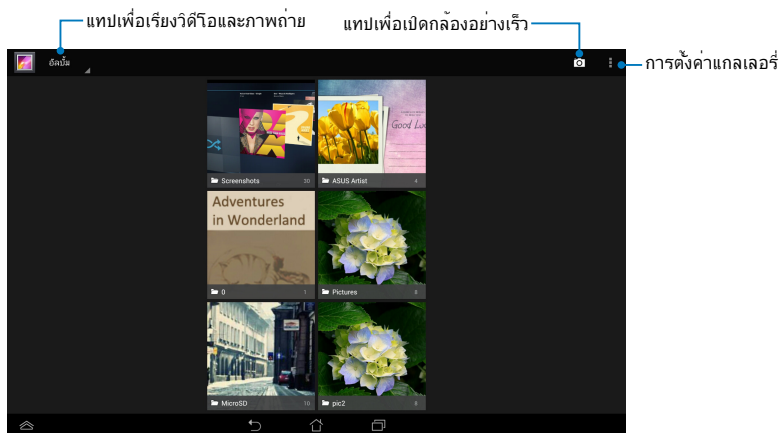 แทปเพื่อเรียงวิดีโอและภาพถ่าย
แทปเพื่อเปิดกล้องอย่างเร็ว
อัลบั้ม
การตั้งค่าแกลเลอรี่
Good Luc
Screenshots 30
ASUS Artist 4
Adventures
in Wonderland
0 1
Pictures 8
MicroSD 10
pic2 8